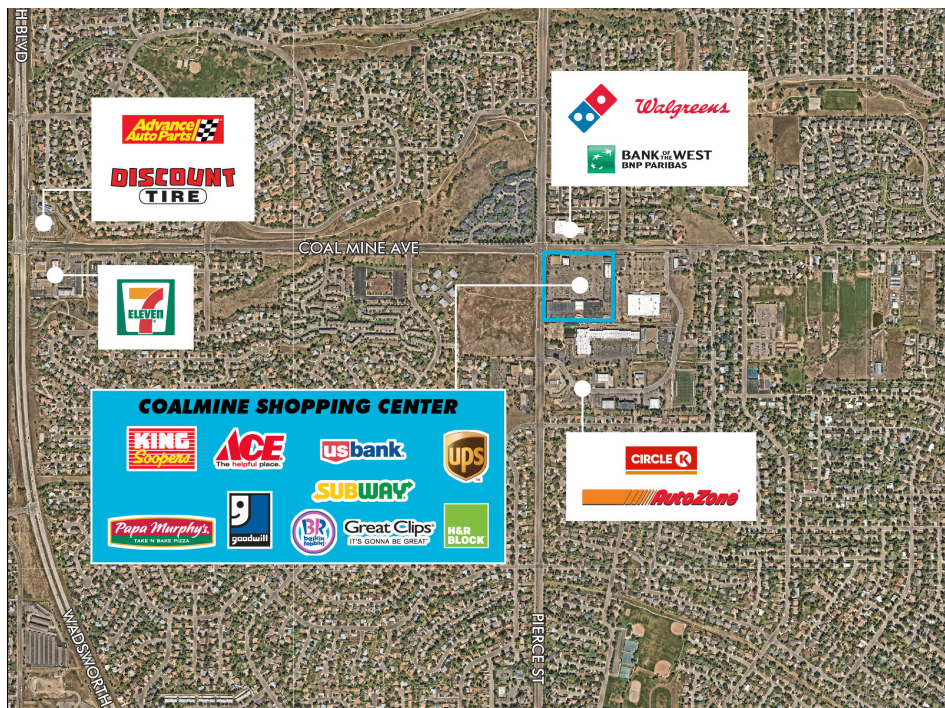 H BLVD
Advance
Auto Parts
DISCOUNT
TIRE
Walgreens
BANK OF THE WEST
BNP PARIBAS
COAL MINE AVE
7
ELEVEN
COALMINE SHOPPING CENTER
KING
Soopers
ACE
The helpful place.
usbank
ups
SUBWAY
Papa Murphy's
TAKE 'N' BAKE PIZZA
goodwill
BR
baskin
robbins
Great Clips
IT'S GONNA BE GREAT
H&R
BLOCK
CIRCLE K
AutoZone
WADSWORTH
PIERCE ST